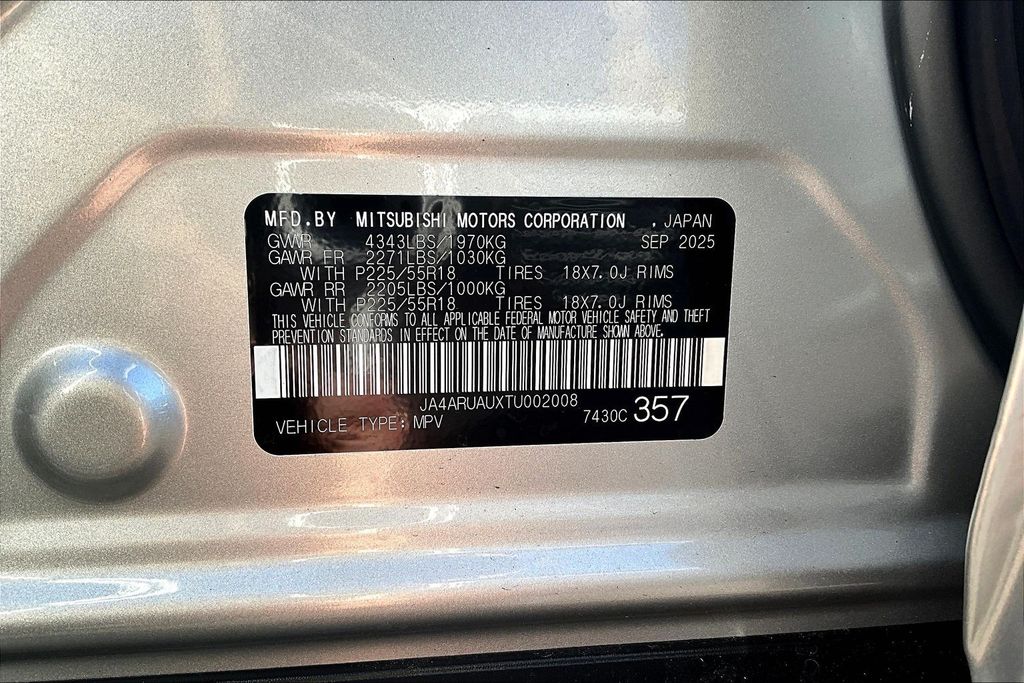 MFD.BY MITSUBISHI MOTORS CORPORATION , JAPAN
GWVR 4343LBS/1970KG SEP 2025
GAWR FR 2271LBS/1030KG
WITH P225/55R18 TIRES 18X7.0J RIMS
GAWR RR 2205LBS/1000KG
WITH P225/55R18 TIRES 18X7.0J RIMS
THIS VEHICLE CONFORMS TO ALL APPLICABLE FEDERAL MOTOR VEHICLE SAFETY AND THEFT
PREVENTION STANDARDS IN EFFECT ON THE DATE OF MANUFACTURE SHOWN ABOVE.
JA4ARUAUXTU002008
VEHICLE TYPE: MPV 7430C 357